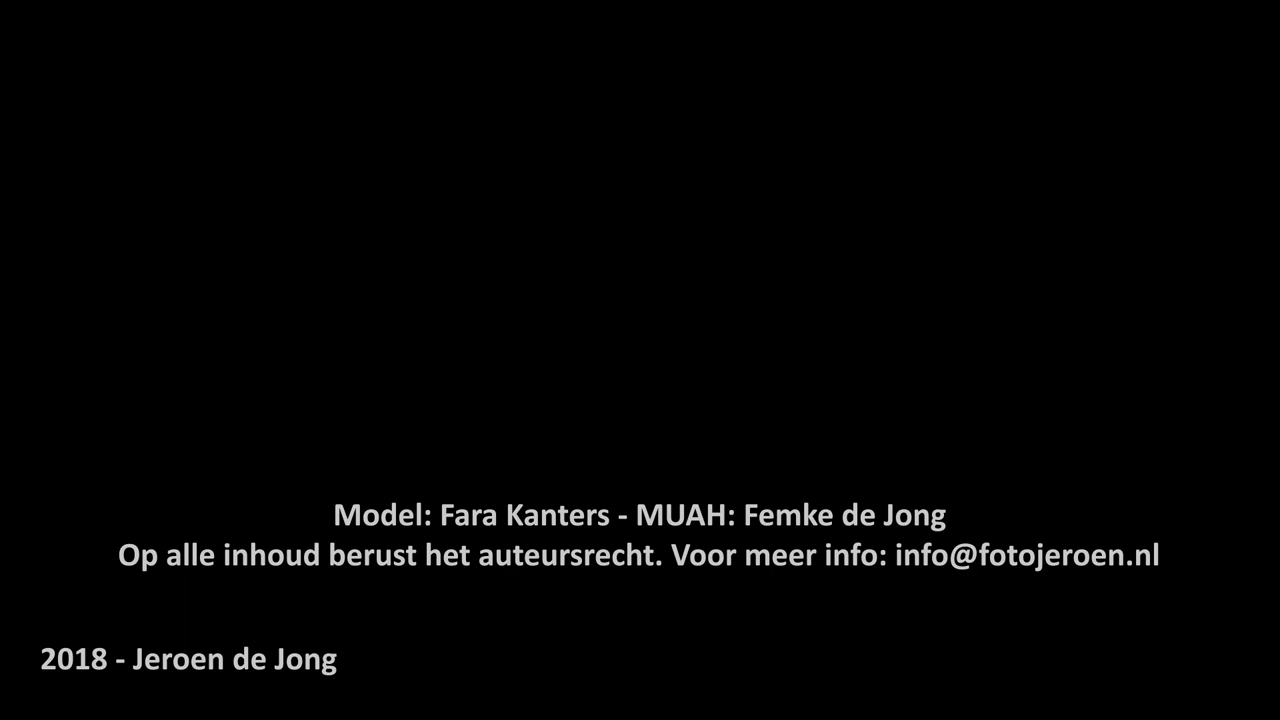 Model: Fara Kanters - MUAH: Femke de Jong
Op alle inhoud berust het auteursrecht. Voor meer info: info@fotojeroen.nl
2018 - Jeroen de Jong